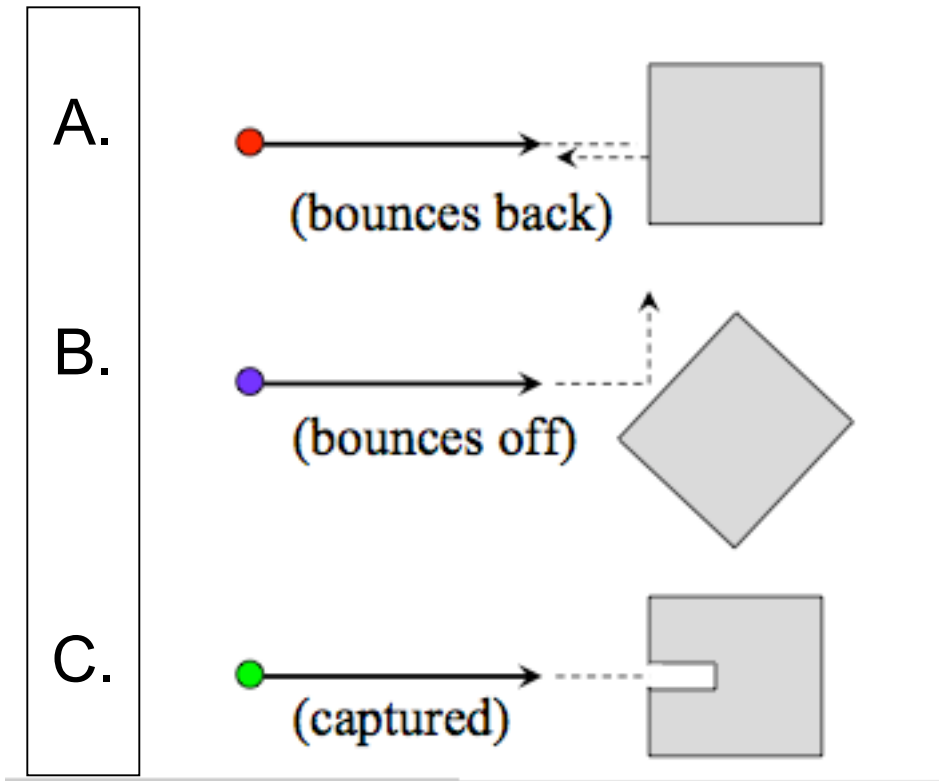 A.
(bounces back)
B.
(bounces off)
C.
(captured)